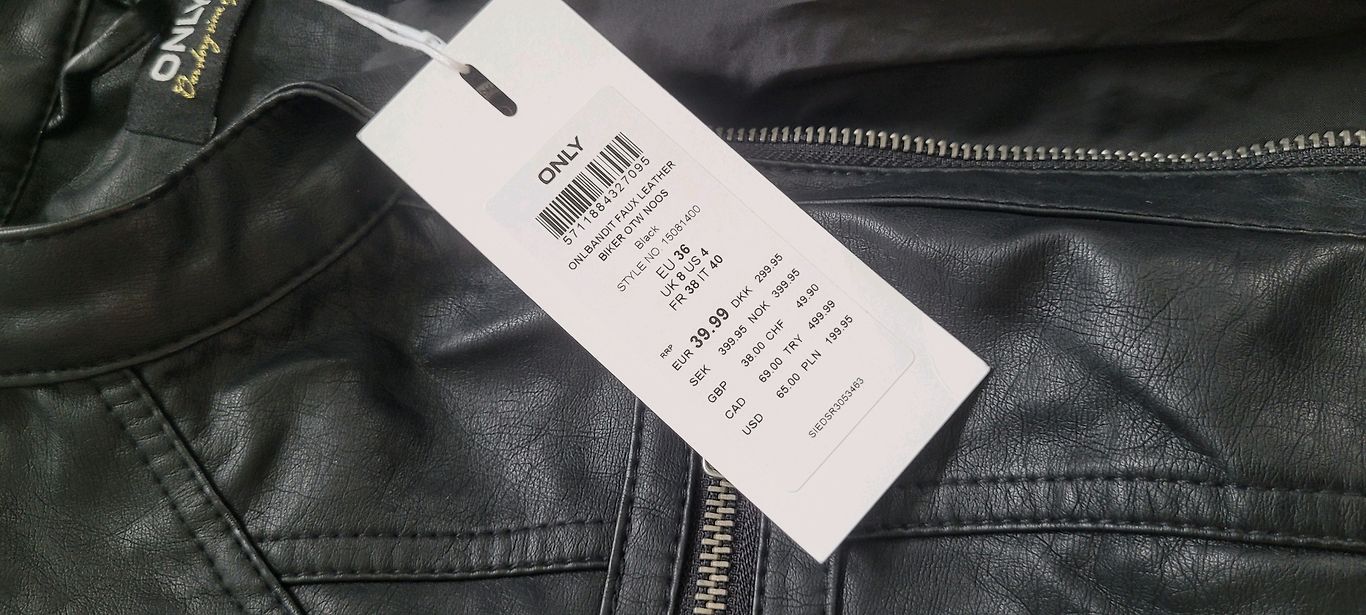 ONLY
ONLY
5711884327095
ONLBANDIT FAUX LEATHER
BIKER OTW NOOS
Black
STYLE NO 15081400
EU 36
UK 8 US 4
FR 38 IT 40
RRP
EUR 39.99 DKK 299.95
SEK 399.95 NOK 399.95
GBP 38.00 CHF 49.90
CAD 69.00 TRY 499.99
USD 65.00 PLN 199.95
SIEDSR3053463